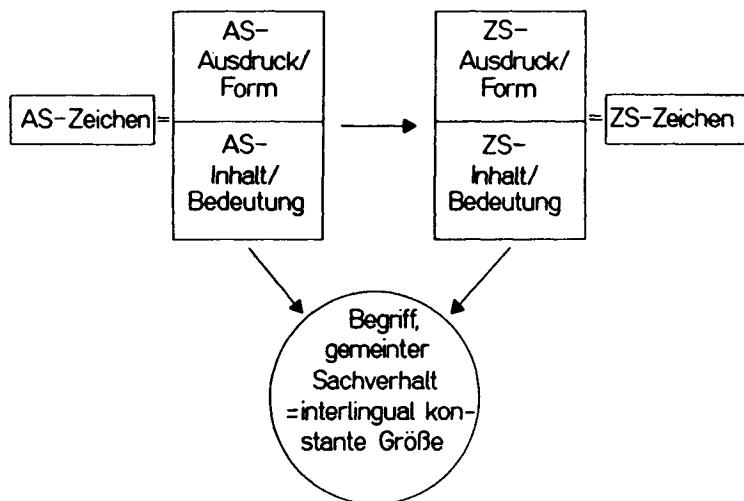 AS-Zeichen =
AS-
Ausdruck/
Form
AS-
Inhalt/
Bedeutung
ZS-
Ausdruck/
Form
ZS-
Inhalt/
Bedeutung
= ZS-Zeichen
Begriff,
gemeinter
Sachverhalt
=interlingual kon-
stante Größe